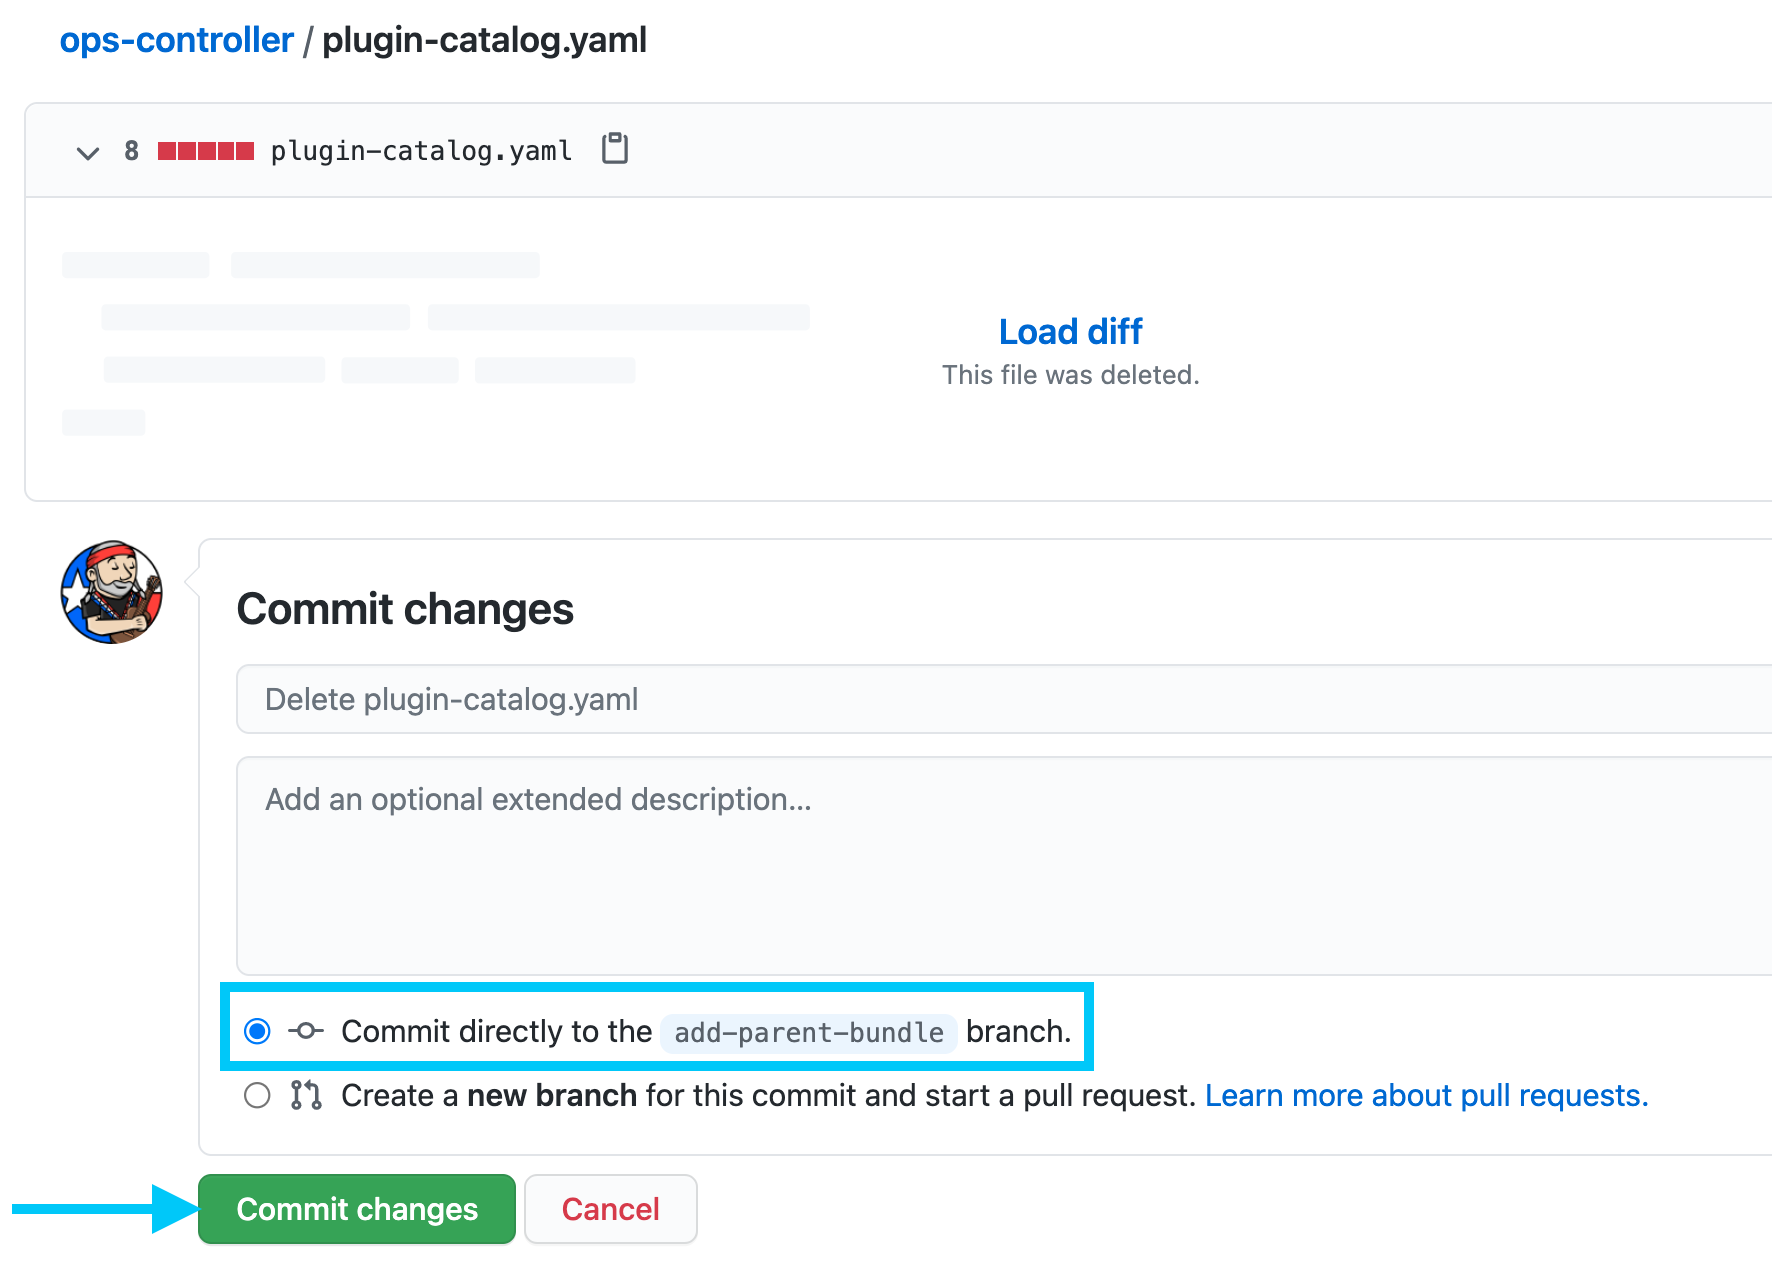 ops-controller / plugin-catalog.yaml
8 plugin-catalog.yaml
Load diff
This file was deleted.
Commit changes
Delete plugin-catalog.yaml
Add an optional extended description...
Commit directly to the add-parent-bundle branch.
Create a new branch for this commit and start a pull request. Learn more about pull requests.
Commit changes Cancel